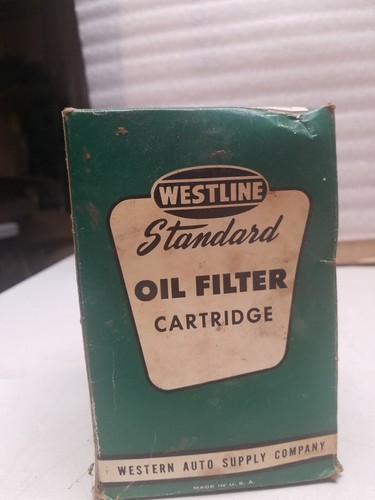 WESTLINE
Standard
OIL FILTER
CARTRIDGE
WESTERN AUTO SUPPLY COMPANY
MADE IN U.S.A.